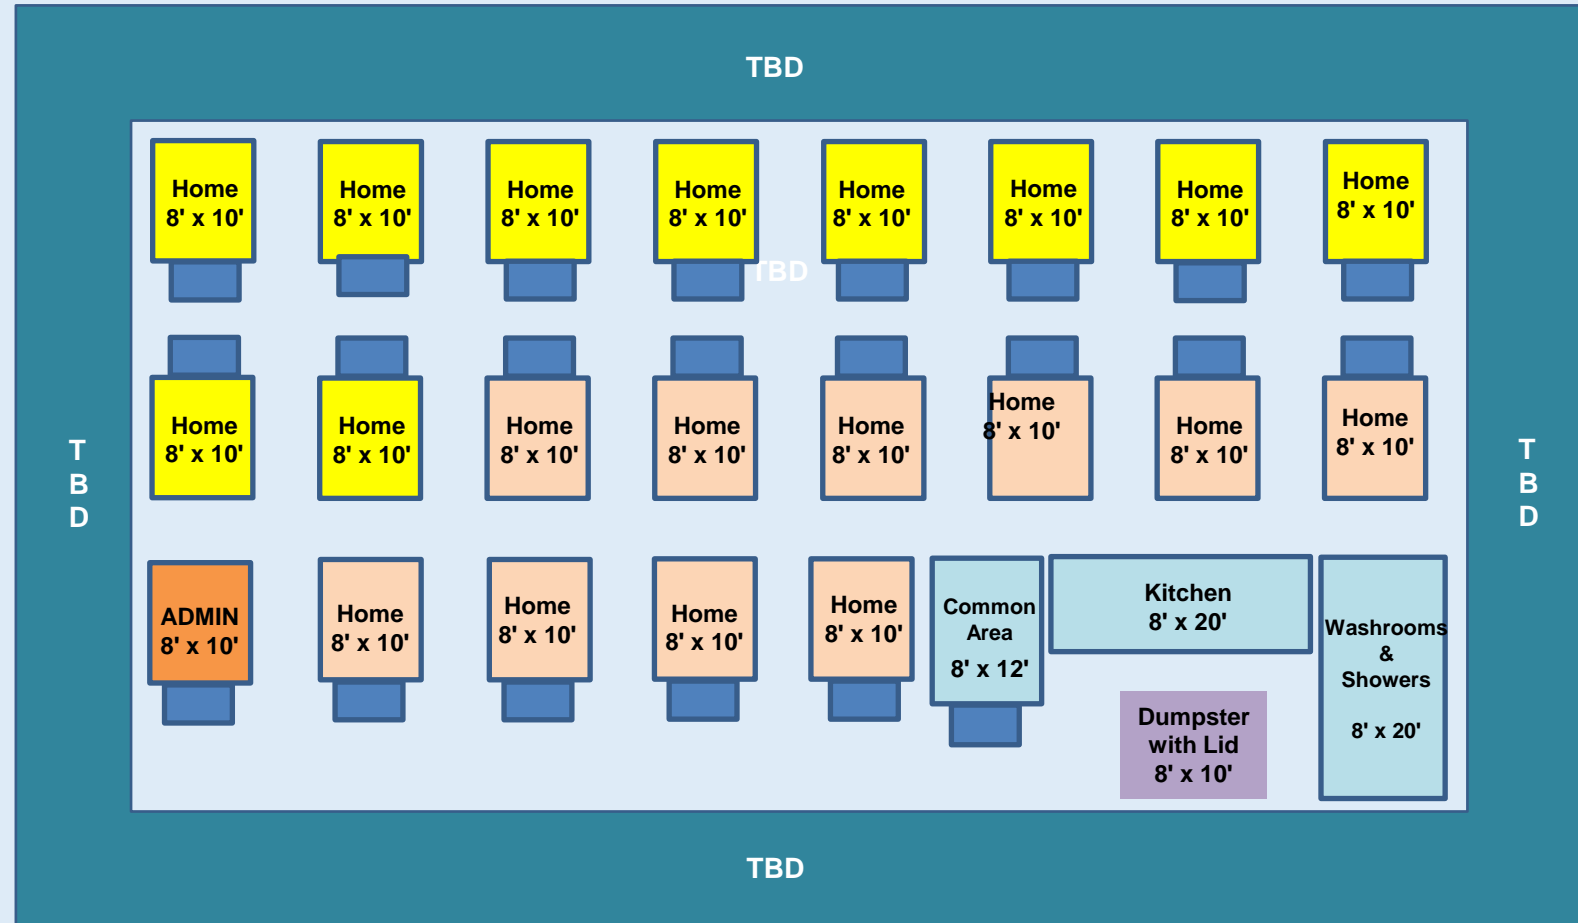 TBD
Home
8' x 10'
Home
8' x 10'
Home
8' x 10'
Home
8' x 10'
Home
8' x 10'
Home
8' x 10'
Home
8' x 10'
Home
8' x 10'
TBD
Home
8' x 10'
Home
8' x 10'
Home
8' x 10'
Home
8' x 10'
Home
8' x 10'
Home
8' x 10'
Home
8' x 10'
Home
8' x 10'
T
B
D
T
B
D
ADMIN
8' x 10'
Home
8' x 10'
Home
8' x 10'
Home
8' x 10'
Home
8' x 10'
Common
Area
8' x 12'
Kitchen
8' x 20'
Washrooms
&
Showers
8' x 20'
Dumpster
with Lid
8' x 10'
TBD